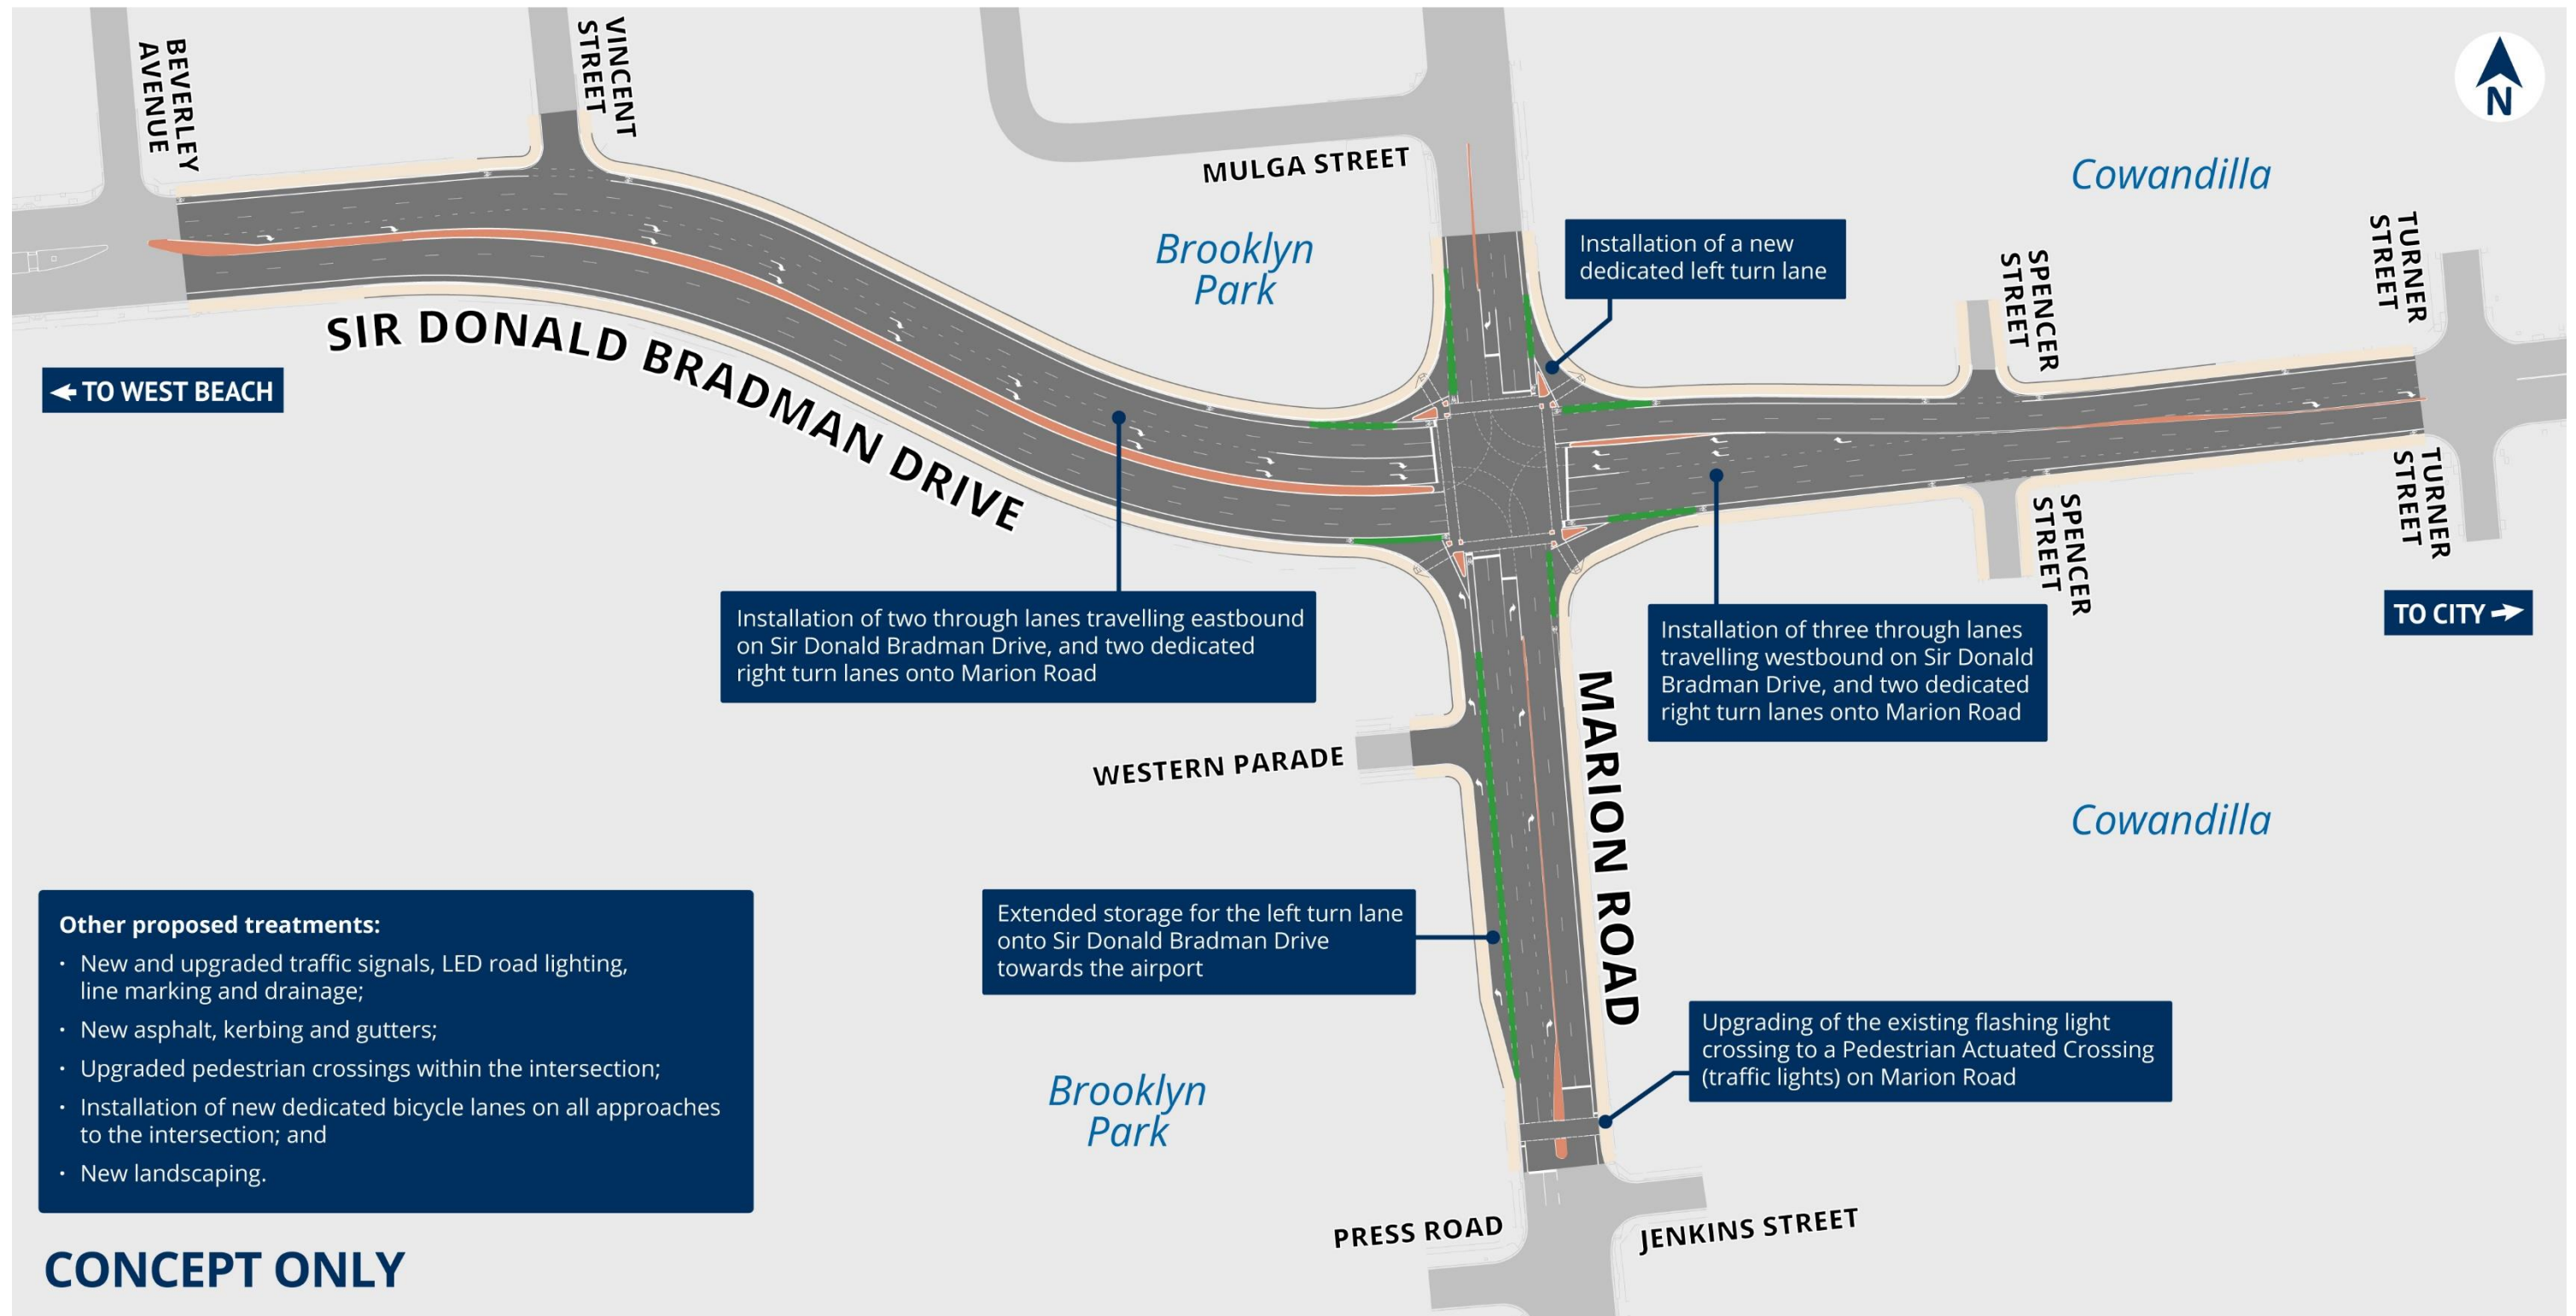 BEVERLEY
AVENUE
VINCENT
STREET
MULGA STREET
N
Cowandilla
Brooklyn
Park
Installation of a new
dedicated left turn lane
SPENCER
STREET
TURNER
STREET
SIR DONALD BRADMAN DRIVE
← TO WEST BEACH
TURNER
STREET
SPENCER
STREET
TO CITY →
Installation of two through lanes travelling eastbound
on Sir Donald Bradman Drive, and two dedicated
right turn lanes onto Marion Road
Installation of three through lanes
travelling westbound on Sir Donald
Bradman Drive, and two dedicated
right turn lanes onto Marion Road
WESTERN PARADE
MARION ROAD
Cowandilla
Extended storage for the left turn lane
onto Sir Donald Bradman Drive
towards the airport
Other proposed treatments:
· New and upgraded traffic signals, LED road lighting,
line marking and drainage;
· New asphalt, kerbing and gutters;
· Upgraded pedestrian crossings within the intersection;
· Installation of new dedicated bicycle lanes on all approaches
to the intersection; and
· New landscaping.
Upgrading of the existing flashing light
crossing to a Pedestrian Actuated Crossing
(traffic lights) on Marion Road
Brooklyn
Park
PRESS ROAD
JENKINS STREET
CONCEPT ONLY